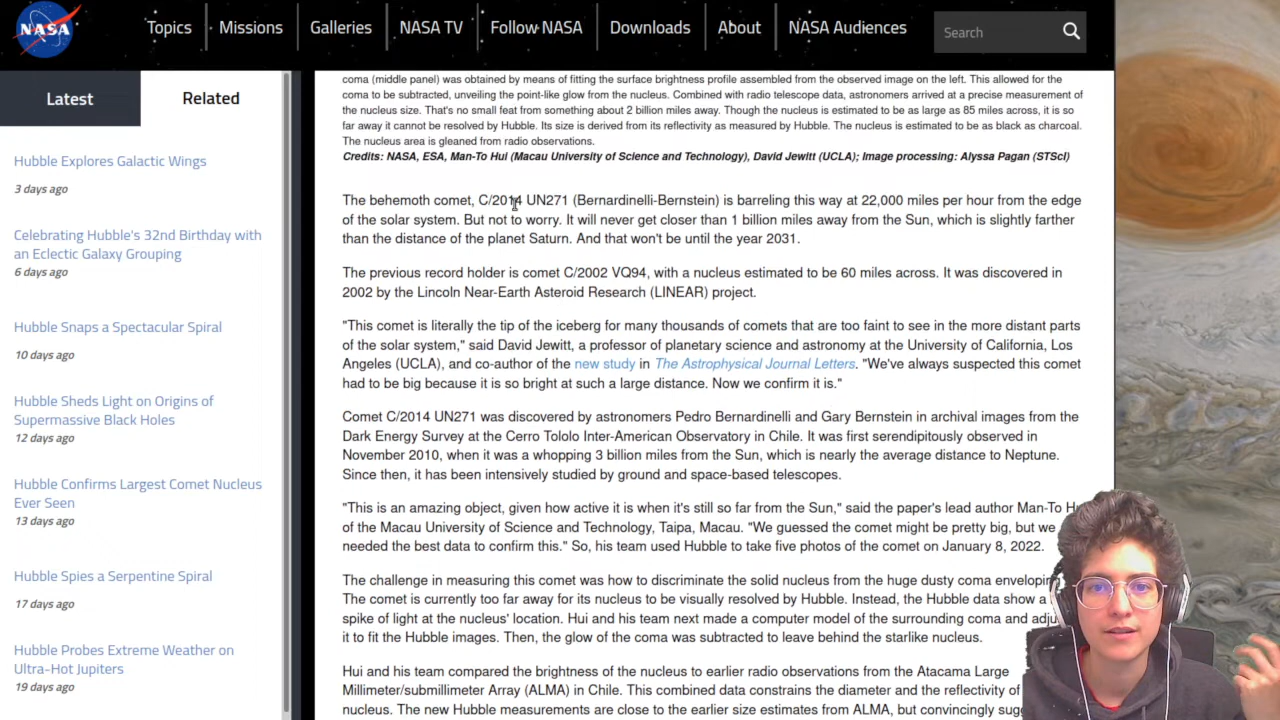 NASA
Topics
Missions
Galleries
NASA TV
Follow NASA
Downloads
About
NASA Audiences
Search
Latest
Related
Hubble Explores Galactic Wings
3 days ago
Celebrating Hubble's 32nd Birthday with
an Eclectic Galaxy Grouping
6 days ago
Hubble Snaps a Spectacular Spiral
10 days ago
Hubble Sheds Light on Origins of
Supermassive Black Holes
12 days ago
Hubble Confirms Largest Comet Nucleus
Ever Seen
13 days ago
Hubble Spies a Serpentine Spiral
17 days ago
Hubble Probes Extreme Weather on
Ultra-Hot Jupiters
19 days ago
coma (middle panel) was obtained by means of fitting the surface brightness profile assembled from the observed image on the left. This allowed for the
coma to be subtracted, unveiling the point-like glow from the nucleus. Combined with radio telescope data, astronomers arrived at a precise measurement of
the nucleus size. That's no small feat from something about 2 billion miles away. Though the nucleus is estimated to be as large as 85 miles across, it is so
far away it cannot be resolved by Hubble. Its size is derived from its reflectivity as measured by Hubble. The nucleus is estimated to be as black as charcoal.
The nucleus area is gleaned from radio observations.
Credits: NASA, ESA, Man-To Hui (Macau University of Science and Technology), David Jewitt (UCLA); Image processing: Alyssa Pagan (STScI)
The behemoth comet, C/2014 UN271 (Bernardinelli-Bernstein) is barreling this way at 22,000 miles per hour from the edge
of the solar system. But not to worry. It will never get closer than 1 billion miles away from the Sun, which is slightly farther
than the distance of the planet Saturn. And that won't be until the year 2031.
The previous record holder is comet C/2002 VQ94, with a nucleus estimated to be 60 miles across. It was discovered in
2002 by the Lincoln Near-Earth Asteroid Research (LINEAR) project.
"This comet is literally the tip of the iceberg for many thousands of comets that are too faint to see in the more distant parts
of the solar system," said David Jewitt, a professor of planetary science and astronomy at the University of California, Los
Angeles (UCLA), and co-author of the new study in The Astrophysical Journal Letters. "We've always suspected this comet
had to be big because it is so bright at such a large distance. Now we confirm it is."
Comet C/2014 UN271 was discovered by astronomers Pedro Bernardinelli and Gary Bernstein in archival images from the
Dark Energy Survey at the Cerro Tololo Inter-American Observatory in Chile. It was first serendipitously observed in
November 2010, when it was a whopping 3 billion miles from the Sun, which is nearly the average distance to Neptune.
Since then, it has been intensively studied by ground and space-based telescopes.
"This is an amazing object, given how active it is when it's still so far from the Sun," said the paper's lead author Man-To
of the Macau University of Science and Technology, Taipa, Macau. "We guessed the comet might be pretty big, but we
needed the best data to confirm this." So, his team used Hubble to take five photos of the comet on January 8, 2022.
The challenge in measuring this comet was how to discriminate the solid nucleus from the huge dusty coma
The comet is currently too far away for its nucleus to be visually resolved by Hubble. Instead, the Hubble data show a
spike of light at the nucleus' location. Hui and his team next made a computer model of the surrounding coma and
it to fit the Hubble images. Then, the glow of the coma was subtracted to leave behind the starlike nucleus.
Hui and his team compared the brightness of the nucleus to earlier radio observations from the Atacama Large
Millimeter/submillimeter Array (ALMA) in Chile. This combined data constrains the diameter and the reflectivity of
nucleus. The new Hubble measurements are close to the earlier size estimates from ALMA, but convincingly